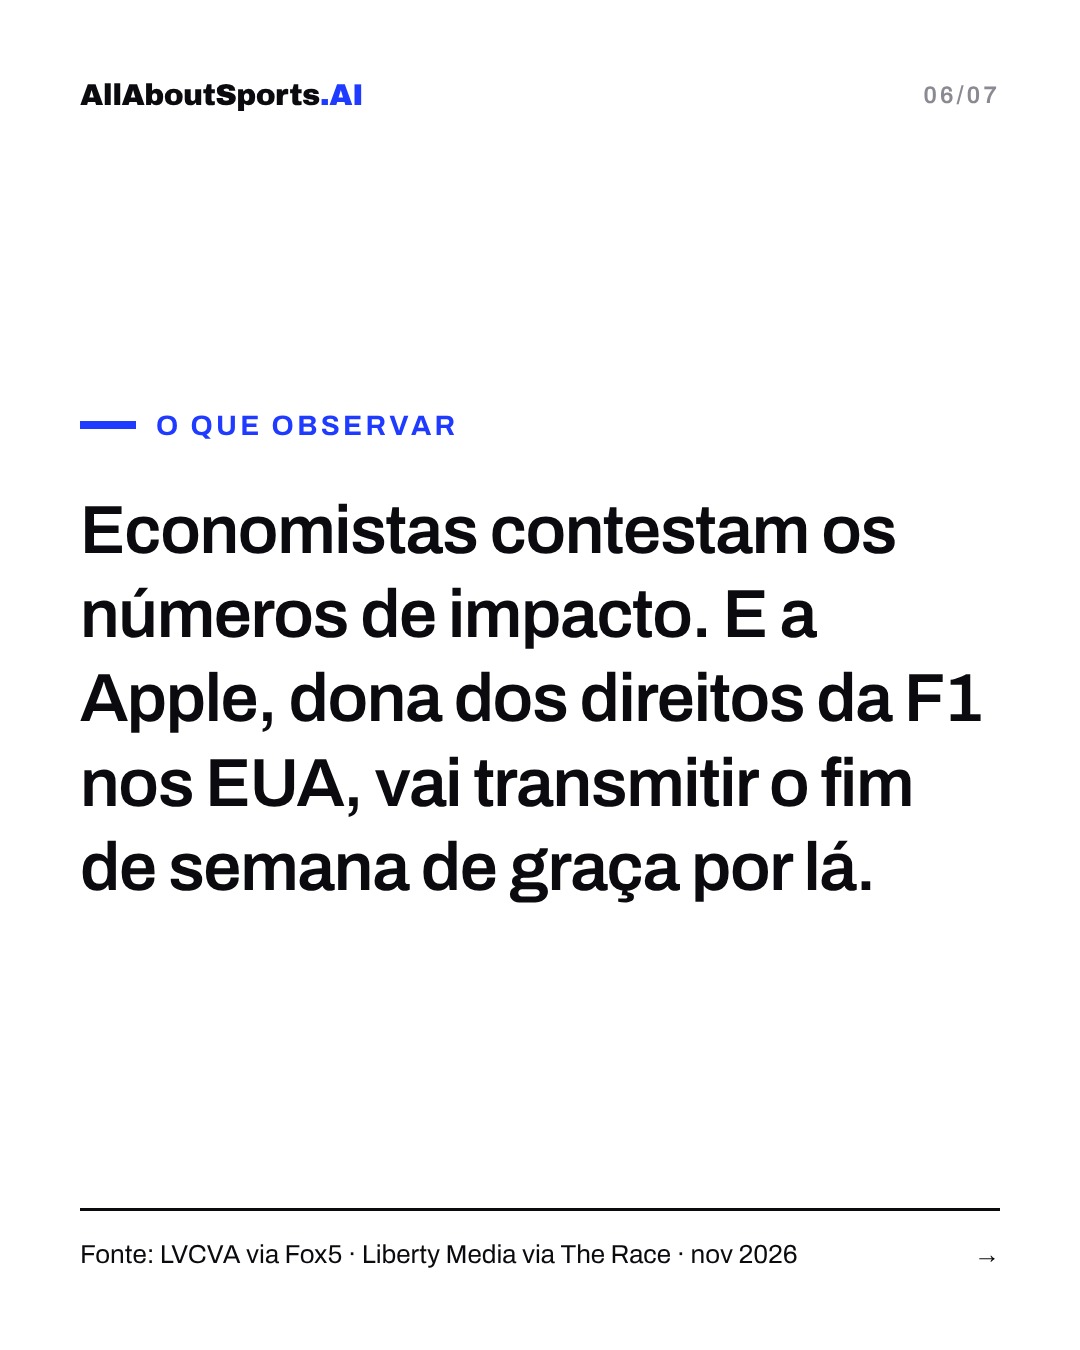 AllAboutSports.AI
06/07
O QUE OBSERVAR
Economistas contestam os
números de impacto. E a
Apple, dona dos direitos da F1
nos EUA, vai transmitir o fim
de semana de graça por lá.
Fonte: LVCVA via Fox5 · Liberty Media via The Race · nov 2026 →